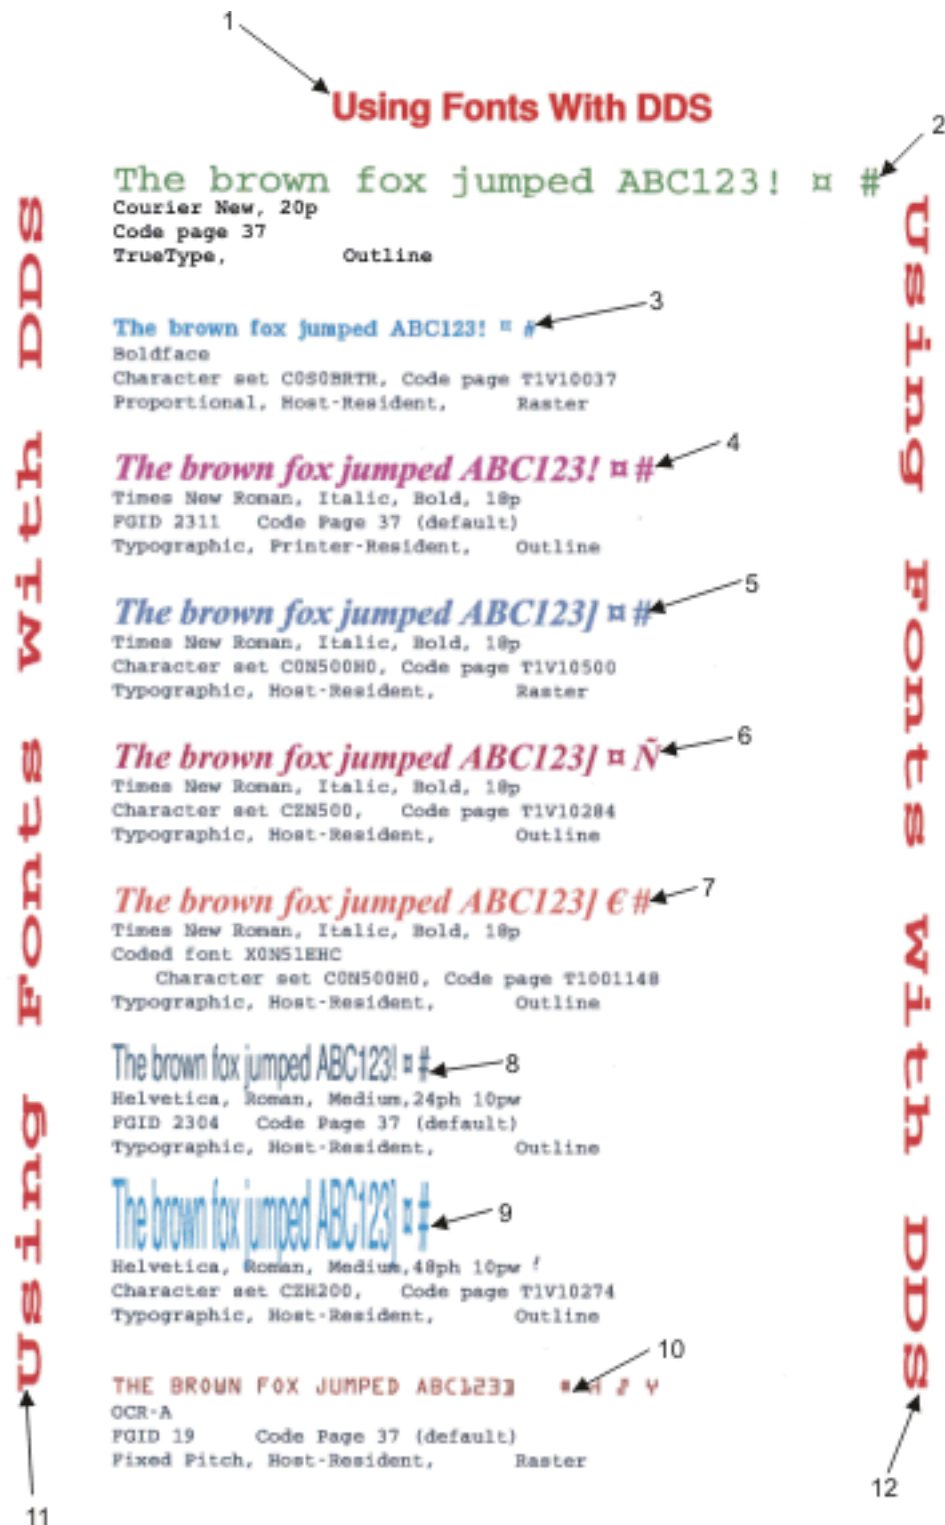 1
Using Fonts With DDS
2
The brown fox jumped ABC123! ¤ #
Courier New, 20p
Code page 37
TrueType, Outline
3
The brown fox jumped ABC123! ¤ #
Boldface
Character set C0S0BRTR, Code page T1V10037
Proportional, Host-Resident, Raster
4
The brown fox jumped ABC123! ¤ #
Times New Roman, Italic, Bold, 18p
FGID 2311 Code Page 37 (default)
Typographic, Printer-Resident, Outline
5
The brown fox jumped ABC123] ¤ #
Times New Roman, Italic, Bold, 18p
Character set C0N500H0, Code page T1V10500
Typographic, Host-Resident, Raster
6
The brown fox jumped ABC123] ¤ Ñ
Times New Roman, Italic, Bold, 18p
Character set CZN500, Code page T1V10284
Typographic, Host-Resident, Outline
7
The brown fox jumped ABC123] € #
Times New Roman, Italic, Bold, 18p
Coded font X0N51EHC
Character set C0N500H0, Code page T1001148
Typographic, Host-Resident, Outline
8
The brown fox jumped ABC123! ¤ #
Helvetica, Roman, Medium,24ph 10pw
FGID 2304 Code Page 37 (default)
Typographic, Host-Resident, Outline
9
The brown fox jumped ABC123] ¤ #
Helvetica, Roman, Medium,48ph 10pw
Character set CZH200, Code page T1V10274
Typographic, Host-Resident, Outline
10
THE BROWN FOX JUMPED ABC123]
OCR-A
FGID 19 Code Page 37 (default)
Fixed Pitch, Host-Resident, Raster
Using Fonts With DDS
11
Using Fonts With DDS
12